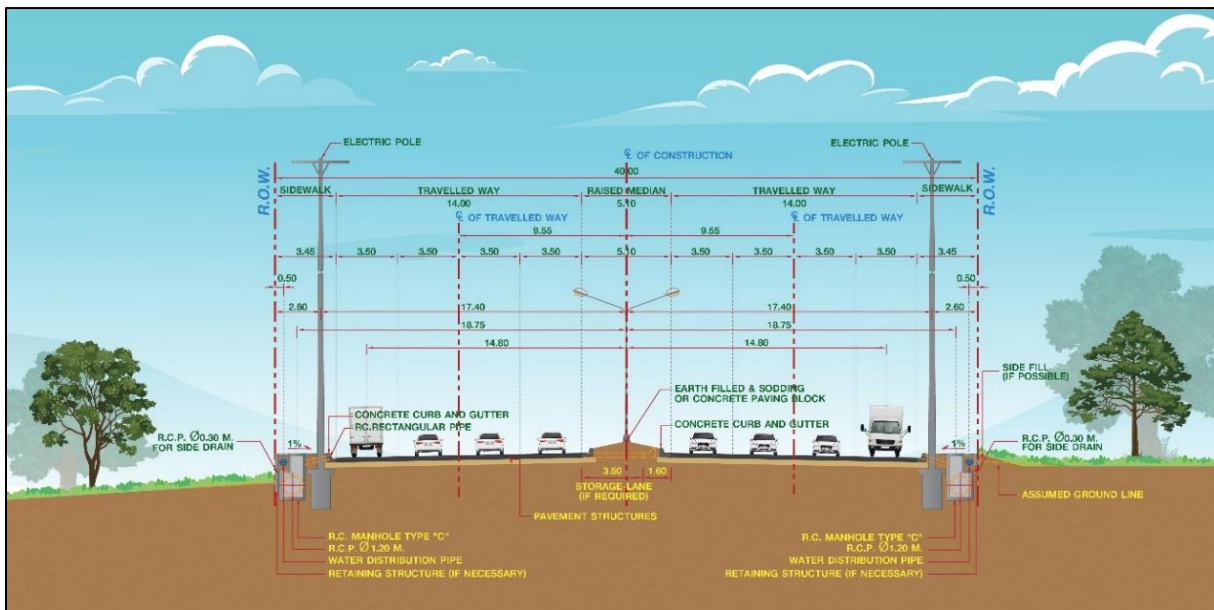 ELECTRIC POLE
ELECTRIC POLE
℄ OF CONSTRUCTION
40.00
R.O.W.
SIDEWALK
TRAVELLED WAY
RAISED MEDIAN
TRAVELLED WAY
SIDEWALK
R.O.W.
14.00
5.10
14.00
℄ OF TRAVELLED WAY
℄ OF TRAVELLED WAY
9.55
9.55
3.45
3.50
3.50
3.50
3.50
5.10
3.50
3.50
3.50
3.50
3.45
0.50
0.50
2.60
17.40
17.40
2.60
18.75
18.75
14.80
14.80
SIDE FILL
(IF POSSIBLE)
EARTH FILLED & SODDING
OR CONCRETE PAVING BLOCK
CONCRETE CURB AND GUTTER
RC.RECTANGULAR PIPE
CONCRETE CURB AND GUTTER
R.C.P. Ø0.30 M.
FOR SIDE DRAIN
1%
1%
R.C.P. Ø0.30 M.
FOR SIDE DRAIN
3.50
1.60
STORAGE-LANE
(IF REQUIRED)
ASSUMED GROUND LINE
PAVEMENT STRUCTURES
R.C. MANHOLE TYPE "C"
R.C.P. Ø1.20 M.
WATER DISTRIBUTION PIPE
RETAINING STRUCTURE (IF NECESSARY)
R.C. MANHOLE TYPE "C"
R.C.P. Ø1.20 M.
WATER DISTRIBUTION PIPE
RETAINING STRUCTURE (IF NECESSARY)